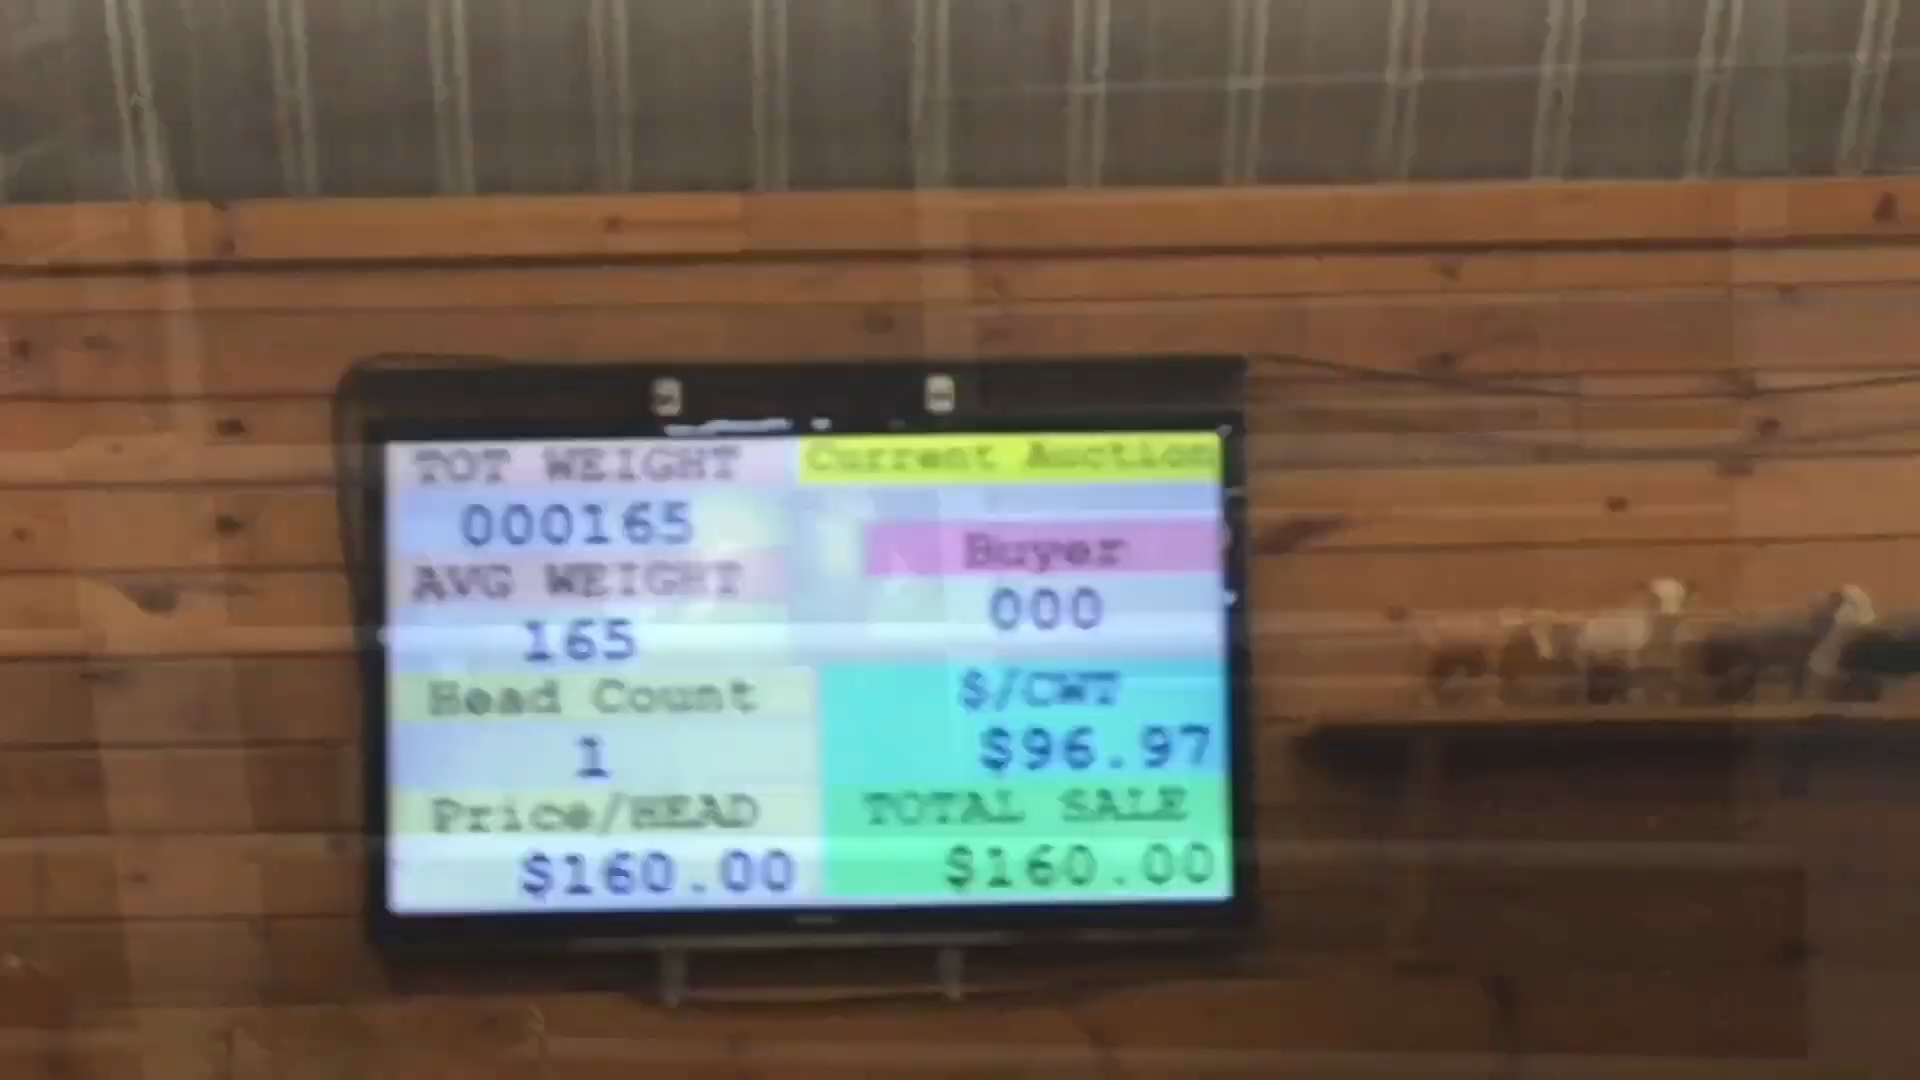 TOT WEIGHT
000165
AVG WEIGHT
165
Head Count
1
Price/HEAD
$160.00
Current Auction
Buyer
000
$/CWT
$96.97
TOTAL SALE
$160.00